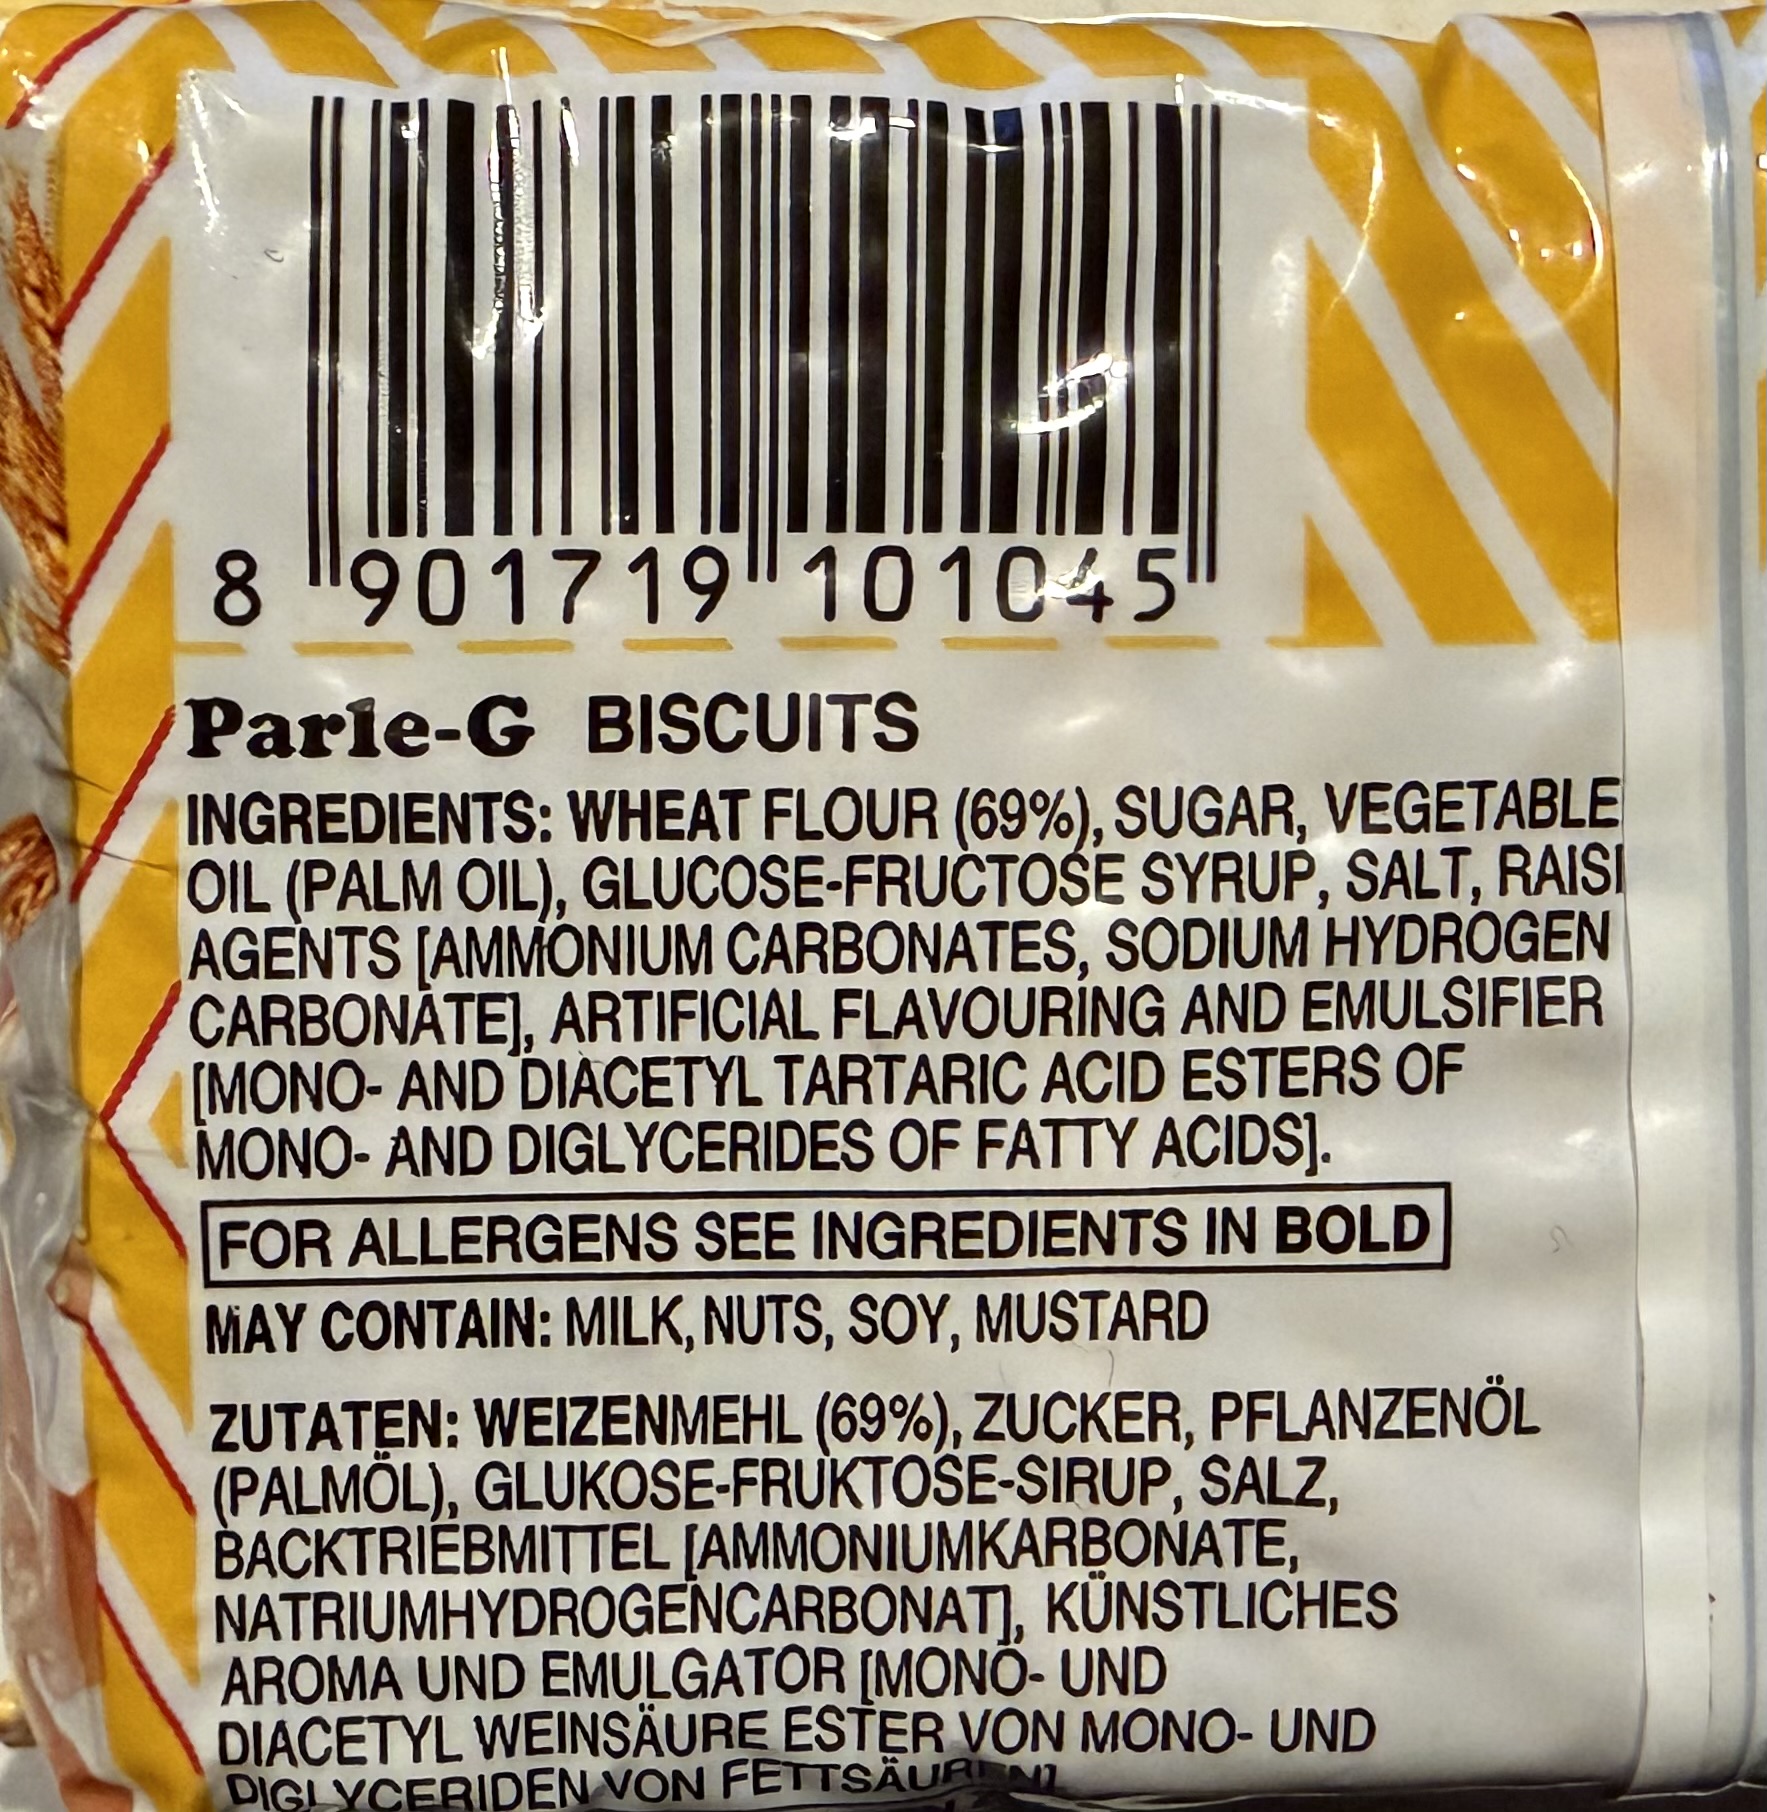 8 901719 101045
Parle-G BISCUITS
INGREDIENTS: WHEAT FLOUR (69%), SUGAR, VEGETABLE
OIL (PALM OIL), GLUCOSE-FRUCTOSE SYRUP, SALT, RAISI
AGENTS [AMMONIUM CARBONATES, SODIUM HYDROGEN
CARBONATE], ARTIFICIAL FLAVOURING AND EMULSIFIER
[MONO- AND DIACETYL TARTARIC ACID ESTERS OF
MONO- AND DIGLYCERIDES OF FATTY ACIDS].
FOR ALLERGENS SEE INGREDIENTS IN BOLD
MAY CONTAIN: MILK, NUTS, SOY, MUSTARD
ZUTATEN: WEIZENMEHL (69%), ZUCKER, PFLANZENÖL
(PALMÖL), GLUKOSE-FRUKTOSE-SIRUP, SALZ,
BACKTRIEBMITTEL [AMMONIUMKARBONATE,
NATRIUMHYDROGENCARBONAT], KÜNSTLICHES
AROMA UND EMULGATOR [MONO- UND
DIACETYL WEINSÄURE ESTER VON MONO- UND
DIGLYCERIDEN VON FETTSÄUREN]